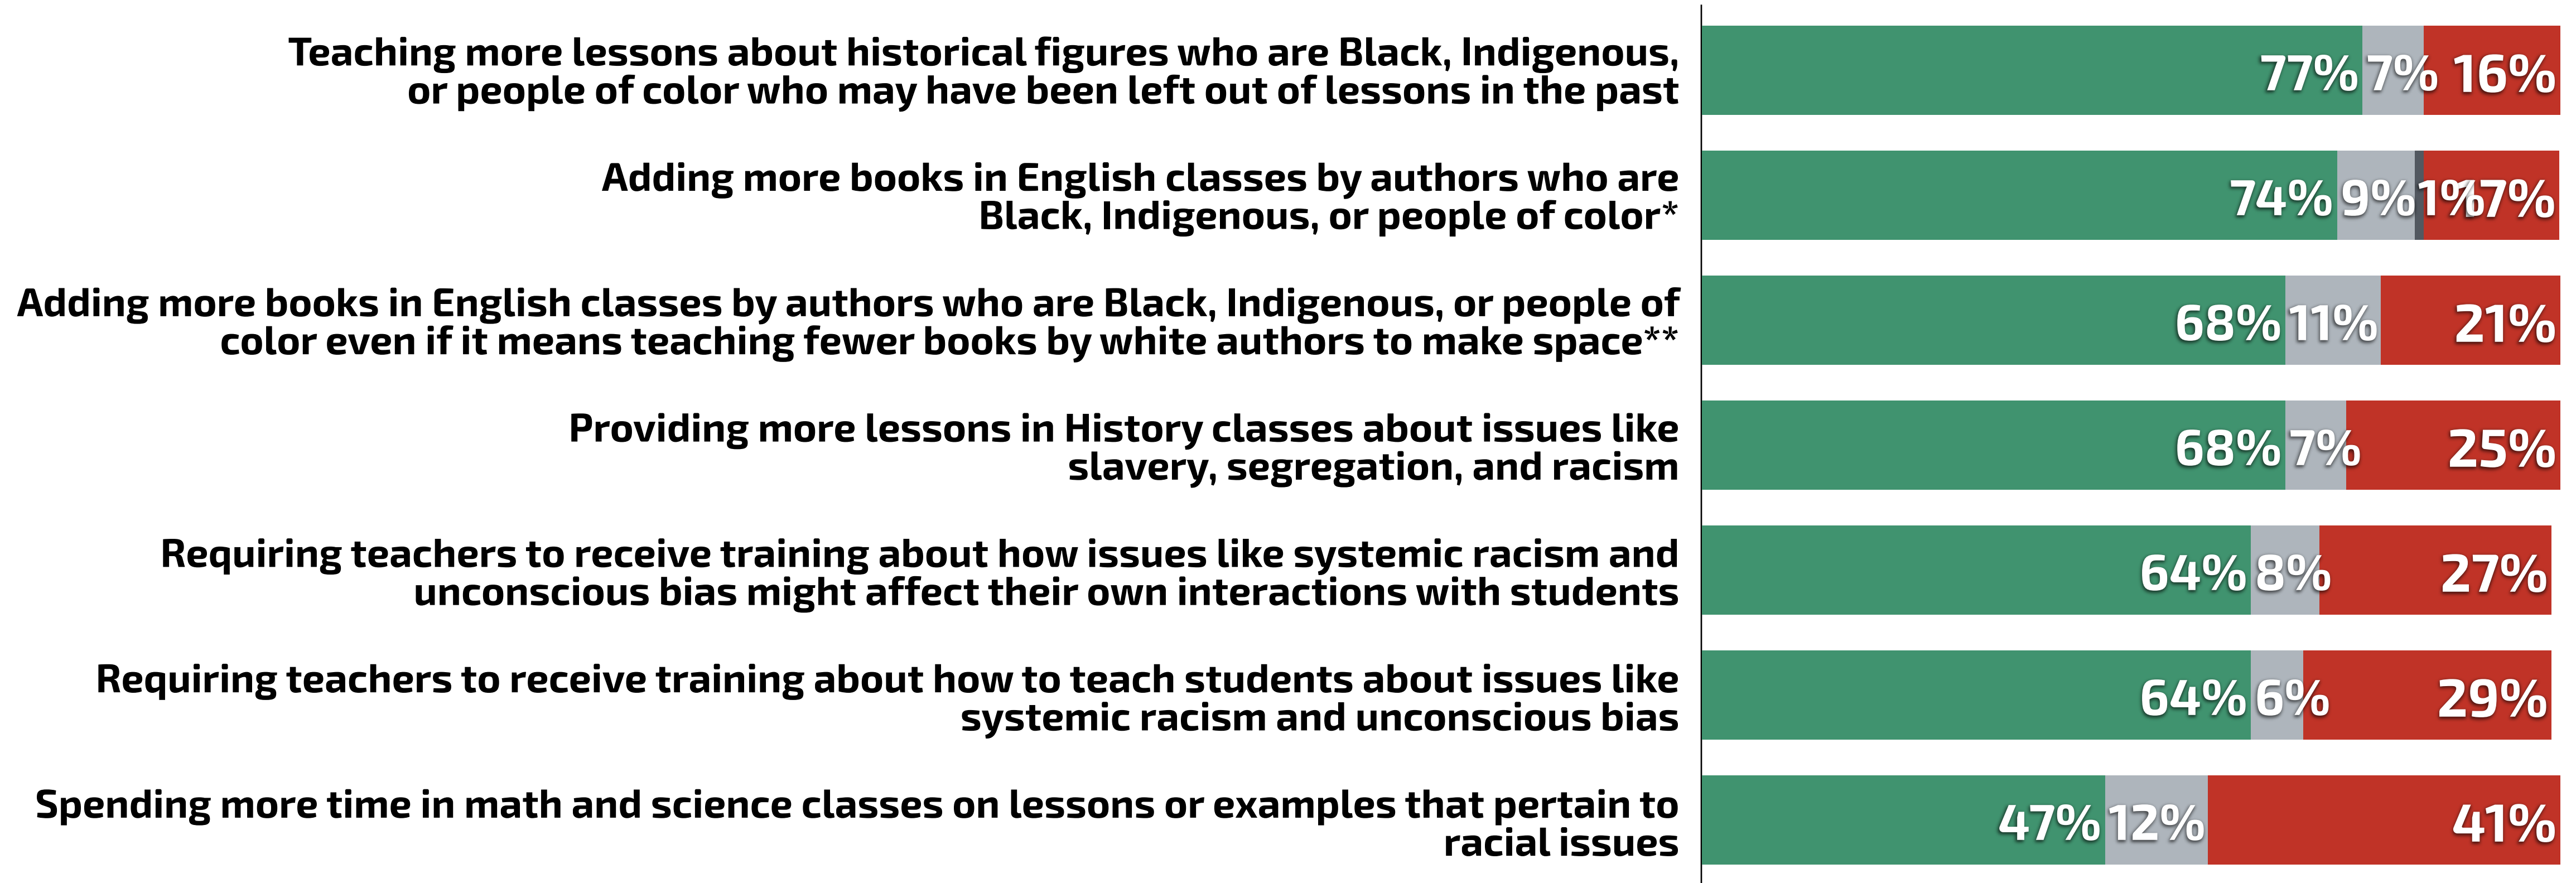 Teaching more lessons about historical figures who are Black, Indigenous,
or people of color who may have been left out of lessons in the past
77% 7% 16%
Adding more books in English classes by authors who are
Black, Indigenous, or people of color*
74% 9% 1% 17%
Adding more books in English classes by authors who are Black, Indigenous, or people of
color even if it means teaching fewer books by white authors to make space**
68% 11% 21%
Providing more lessons in History classes about issues like
slavery, segregation, and racism
68% 7% 25%
Requiring teachers to receive training about how issues like systemic racism and
unconscious bias might affect their own interactions with students
64% 8% 27%
Requiring teachers to receive training about how to teach students about issues like
systemic racism and unconscious bias
64% 6% 29%
Spending more time in math and science classes on lessons or examples that pertain to
racial issues
47% 12% 41%